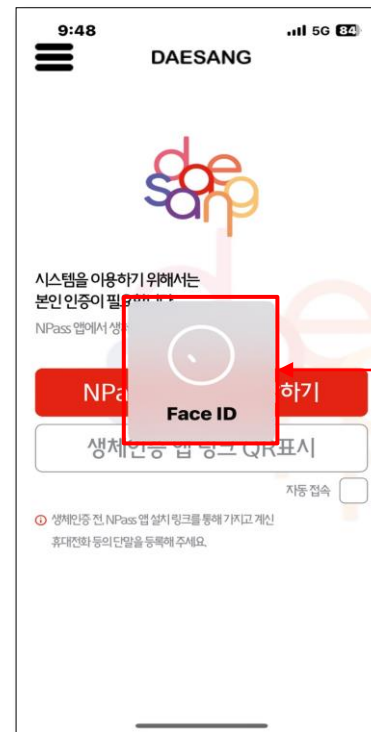 9:48
5G 84
DAESANG
daesang
시스템을 이용하기 위해서는
본인 인증이 필
NPass 앱에서 생
NPa
하기
Face ID
생체인증 앱 링크 QR표시
자동 접속
생체인증 전, NPass 앱 설치 링크를 통해 가지고 계신
휴대전화 등의 단말을 등록해 주세요.